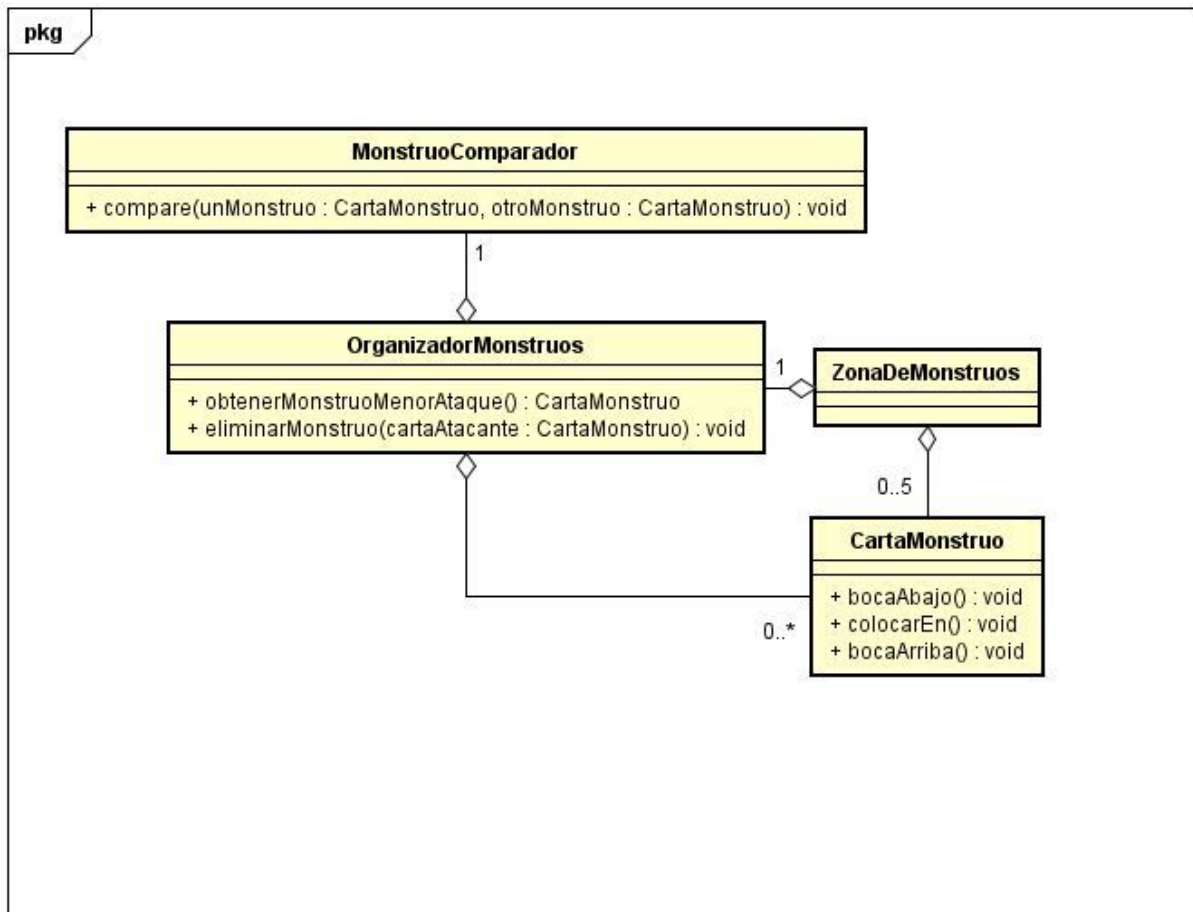 pkg
MonstruoComparador
+ compare(unMonstruo : CartaMonstruo, otroMonstruo : CartaMonstruo) : void
1
OrganizadorMonstruos
+ obtenerMonstruoMenorAtaque() : CartaMonstruo
+ eliminarMonstruo(cartaAtacante : CartaMonstruo) : void
1
ZonaDeMonstruos
0..5
CartaMonstruo
+ bocaAbajo() : void
+ colocarEn() : void
+ bocaArriba() : void
0..*